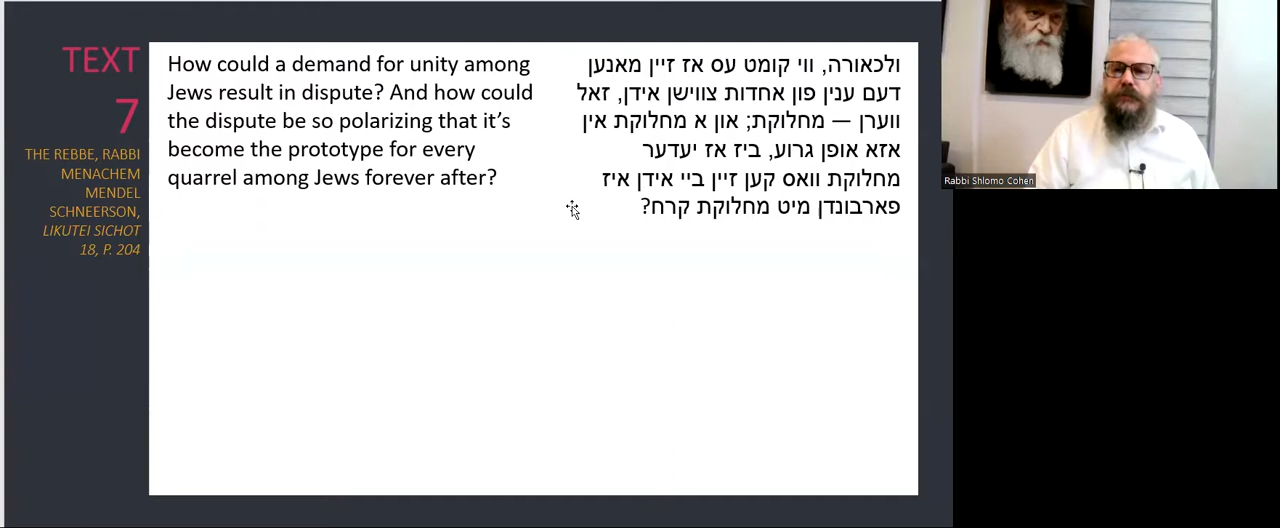 TEXT
7
THE REBBE, RABBI
MENACHEM
MENDEL
SCHNEERSON,
LIKUTEI SICHOT
18, P. 204
How could a demand for unity among
Jews result in dispute? And how could
the dispute be so polarizing that it’s
become the prototype for every
quarrel among Jews forever after?
ולכאורה, ווי קומט עס אז זיין מאנען
דעם ענין פון אחדות צווישן אידן, זאל
ווערן — מחלוקת; און א מחלוקת אין
אזא אופן גרוע, ביז אז יעדער
מחלוקת וואס קען זיין ביי אידן איז
פארבונדן מיט מחלוקת קרח?
Rabbi Shlomo Cohen